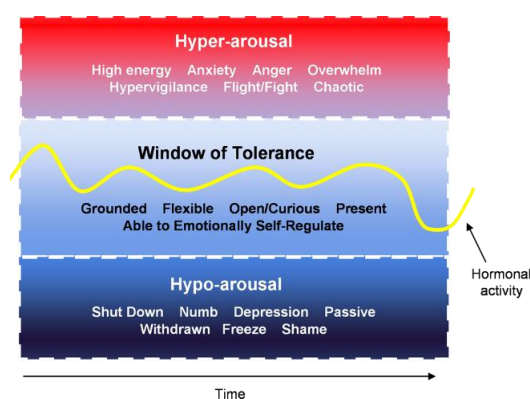 Hyper-arousal
High energy Anxiety Anger Overwhelm
Hypervigilance Flight/Fight Chaotic
Window of Tolerance
Grounded Flexible Open/Curious Present
Able to Emotionally Self-Regulate
Hypo-arousal
Shut Down Numb Depression Passive
Withdrawn Freeze Shame
Hormonal
activity
Time